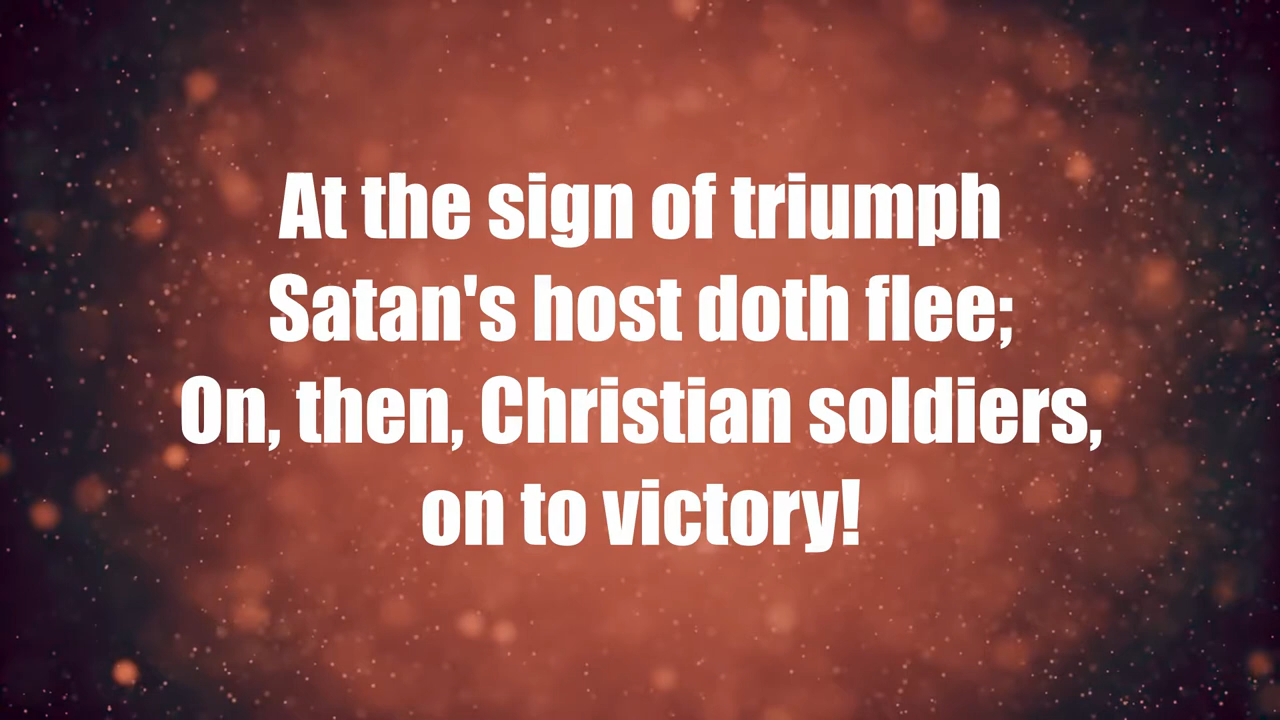 At the sign of triumph
Satan's host doth flee;
On, then, Christian soldiers,
on to victory!